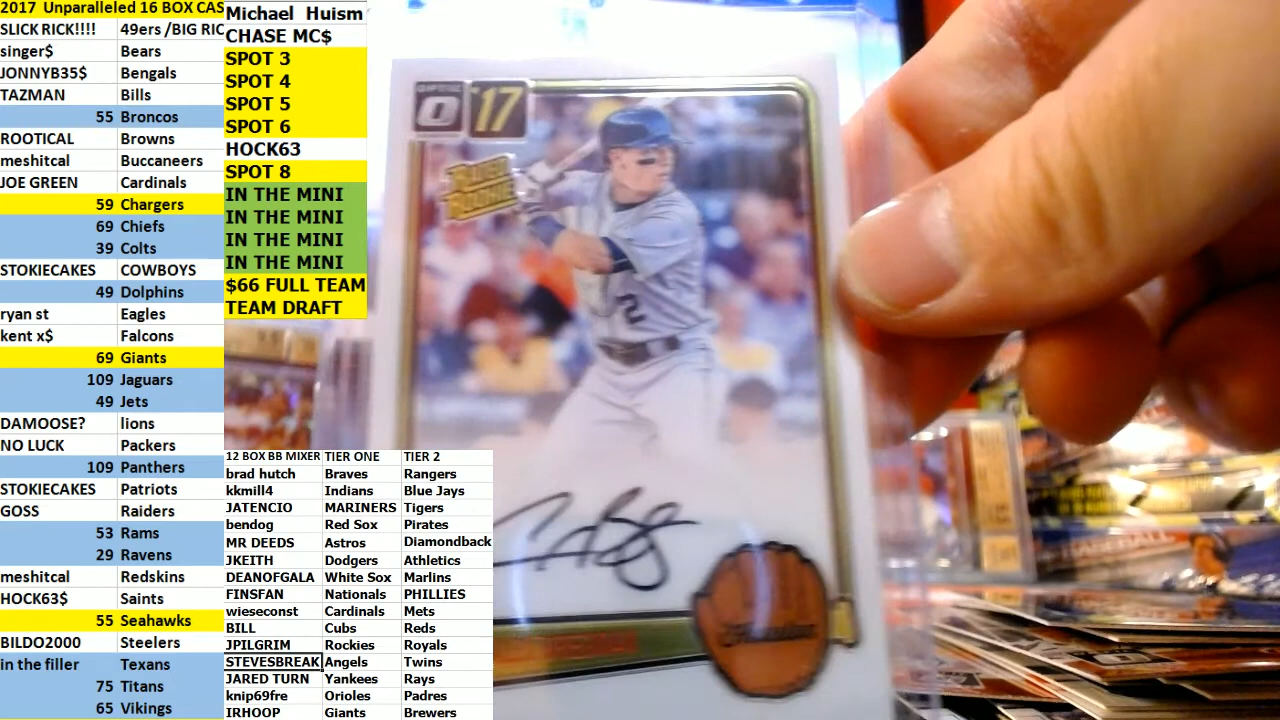 2017 Unparalleled 16 BOX CAS
SLICK RICK!!!! 49ers /BIG RIC
singer$ Bears
JONNYB35$ Bengals
TAZMAN Bills
55 Broncos
ROOTICAL Browns
meshitcal Buccaneers
JOE GREEN Cardinals
59 Chargers
69 Chiefs
39 Colts
STOKIECAKES COWBOYS
49 Dolphins
ryan st Eagles
kent x$ Falcons
69 Giants
109 Jaguars
49 Jets
DAMOOSE? lions
NO LUCK Packers
109 Panthers
STOKIECAKES Patriots
GOSS Raiders
53 Rams
29 Ravens
meshitcal Redskins
HOCK63$ Saints
55 Seahawks
BILDO2000 Steelers
in the filler Texans
75 Titans
65 Vikings
Michael Huism
CHASE MC$
SPOT 3
SPOT 4
SPOT 5
SPOT 6
HOCK63
SPOT 8
IN THE MINI
IN THE MINI
IN THE MINI
IN THE MINI
$66 FULL TEAM
TEAM DRAFT
12 BOX BB MIXER TIER ONE TIER 2
brad hutch Braves Rangers
kkmill4 Indians Blue Jays
JATENCIO MARINERS Tigers
bendog Red Sox Pirates
MR DEEDS Astros Diamondback
JKEITH Dodgers Athletics
DEANOFGALA White Sox Marlins
FINSFAN Nationals PHILLIES
wieseconst Cardinals Mets
BILL Cubs Reds
JPILGRIM Rockies Royals
STEVESBREAK Angels Twins
JARED TURN Yankees Rays
knip69fre Orioles Padres
IRHOOP Giants Brewers
OPTIC
'17
RATED
ROOKIE
2
BASEBALL